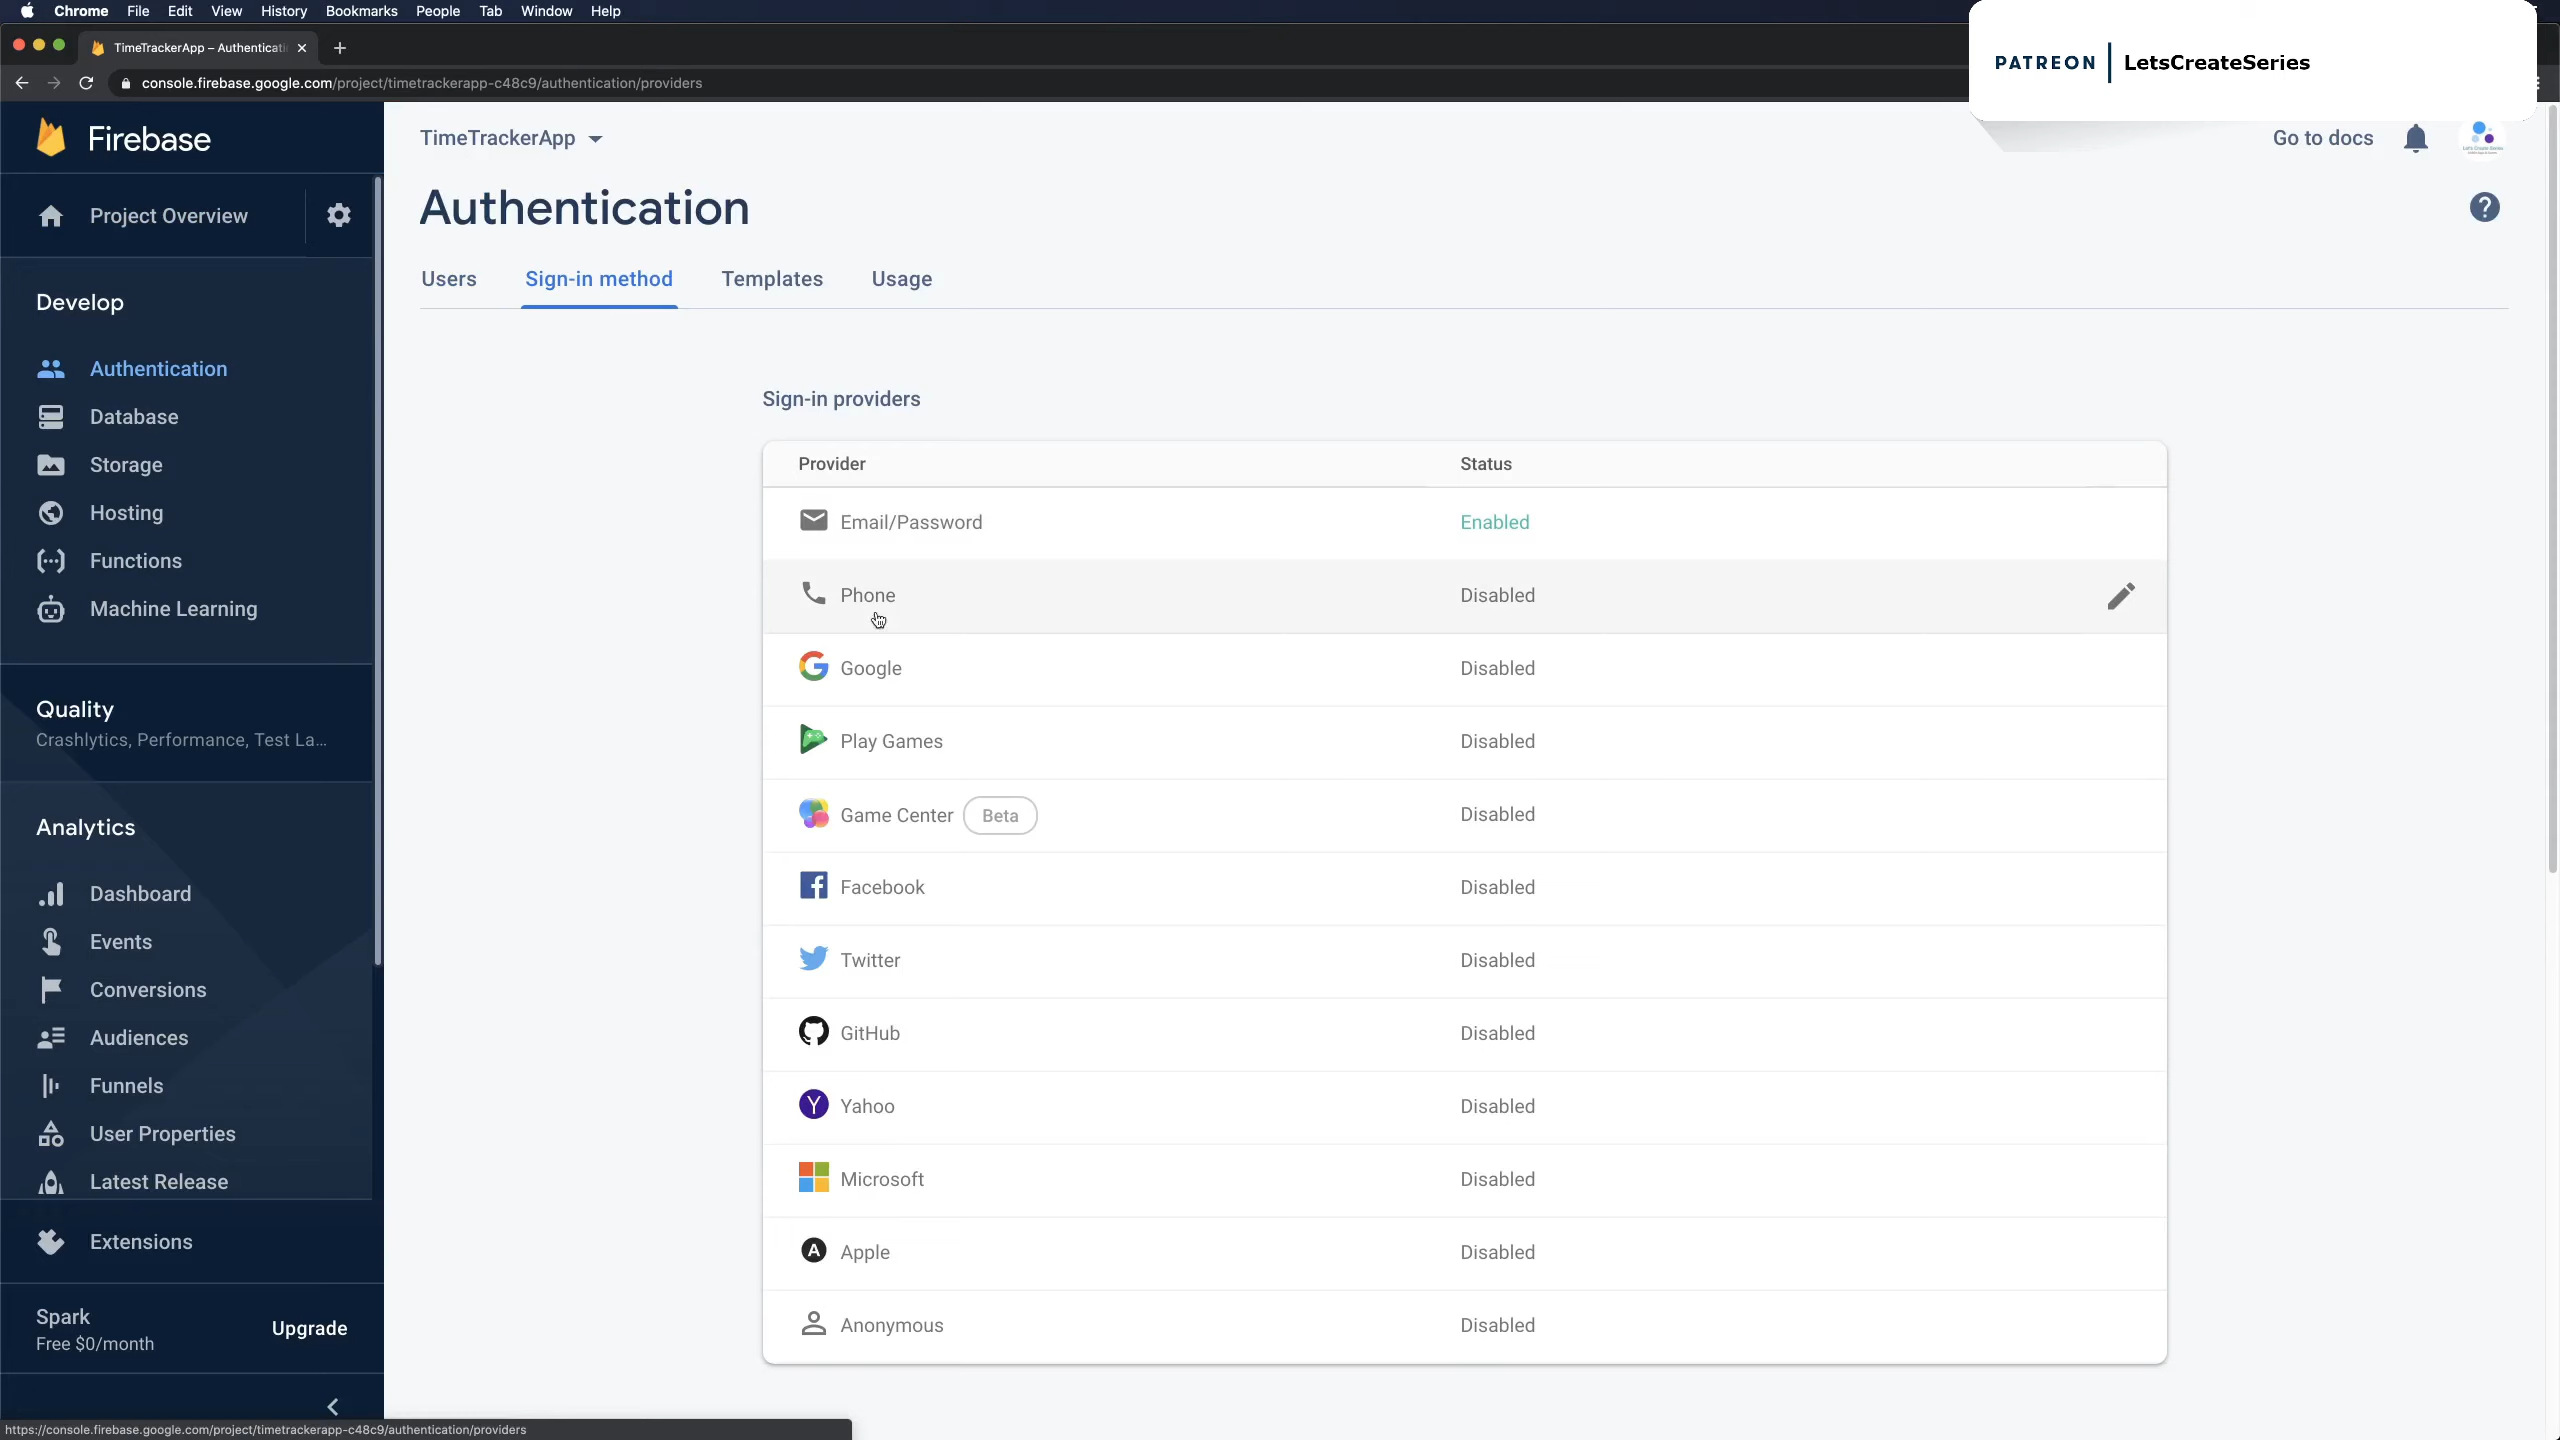 Chrome File Edit View History Bookmarks People Tab Window Help
TimeTrackerApp – Authenticati
console.firebase.google.com/project/timetrackerapp-c48c9/authentication/providers
PATREON | LetsCreateSeries
Firebase
TimeTrackerApp
Go to docs
Project Overview
Authentication
Users Sign-in method Templates Usage
Develop
Authentication
Database
Storage
Hosting
Functions
Machine Learning
Quality
Crashlytics, Performance, Test La...
Analytics
Dashboard
Events
Conversions
Audiences
Funnels
User Properties
Latest Release
Extensions
Spark
Free $0/month
Upgrade
Sign-in providers
Provider Status
Email/Password Enabled
Phone Disabled
Google Disabled
Play Games Disabled
Game Center Beta Disabled
Facebook Disabled
Twitter Disabled
GitHub Disabled
Yahoo Disabled
Microsoft Disabled
Apple Disabled
Anonymous Disabled
https://console.firebase.google.com/project/timetrackerapp-c48c9/authentication/providers